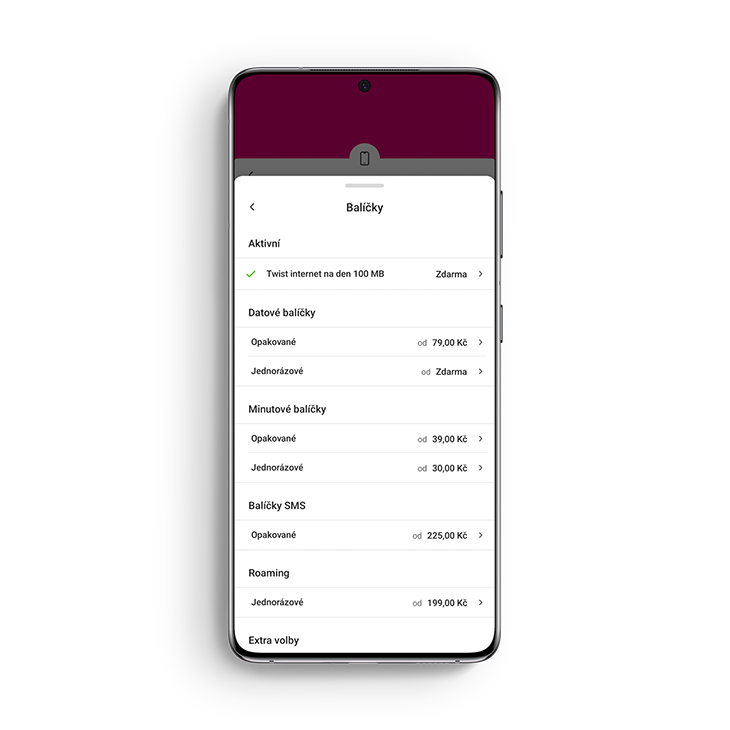 Balíčky
Aktivní
Twist internet na den 100 MB Zdarma
Datové balíčky
Opakované od 79,00 Kč
Jednorázové od Zdarma
Minutové balíčky
Opakované od 39,00 Kč
Jednorázové od 30,00 Kč
Balíčky SMS
Opakované od 225,00 Kč
Roaming
Jednorázové od 199,00 Kč
Extra volby